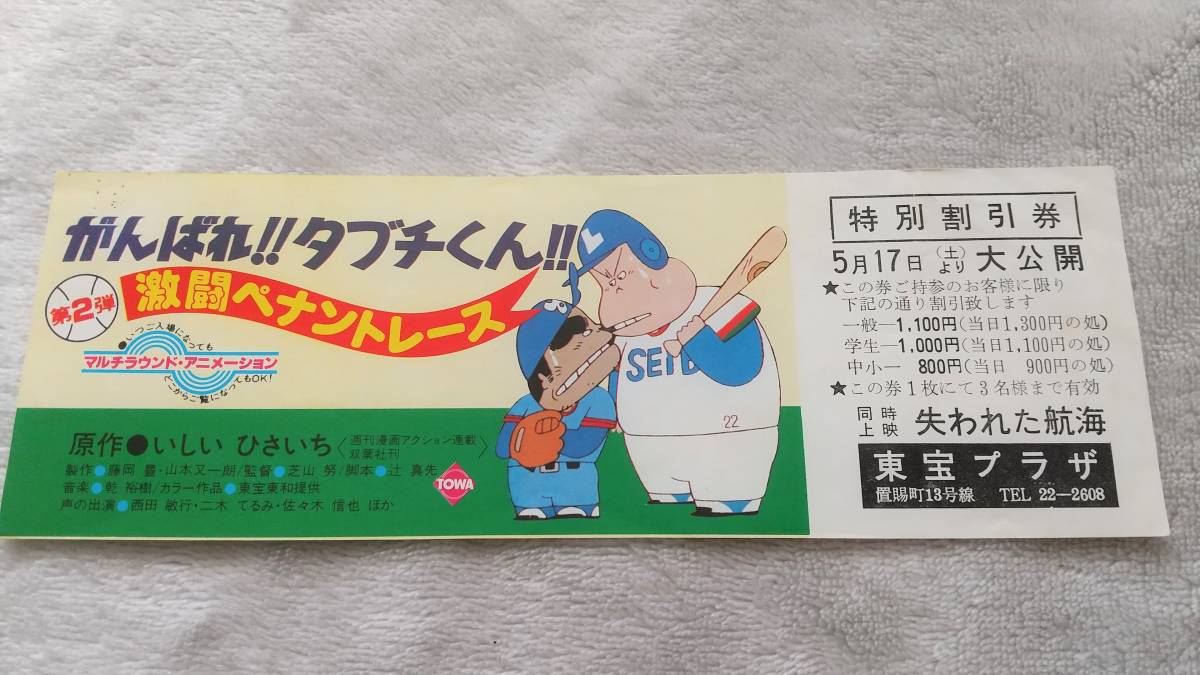 がんばれ!!タブチくん!!
第2弾
激闘ペナントレース
●いつご入場になっても
マルチラウンド・アニメーション
どこからご覧になってもOK!
原作●いしい ひさいち〈週刊漫画アクション連載
双葉社刊〉
製作●藤岡 豊・山本又一朗/監督●芝山 努/脚本●辻 真先
音楽●乾 裕樹/カラー作品●東宝東和提供
声の出演●西田 敏行・二木 てるみ・佐々木 信也 ほか
TOWA
L
SEIB
22
特別割引券
5月17日(土)より大公開
★この券ご持参のお客様に限り
下記の通り割引致します
一般―1,100円(当日1,300円の処)
学生―1,000円(当日1,100円の処)
中小― 800円(当日 900円の処)
★この券1枚にて3名様まで有効
同時上映 失われた航海
東宝プラザ
置賜町13号線 TEL 22―2608